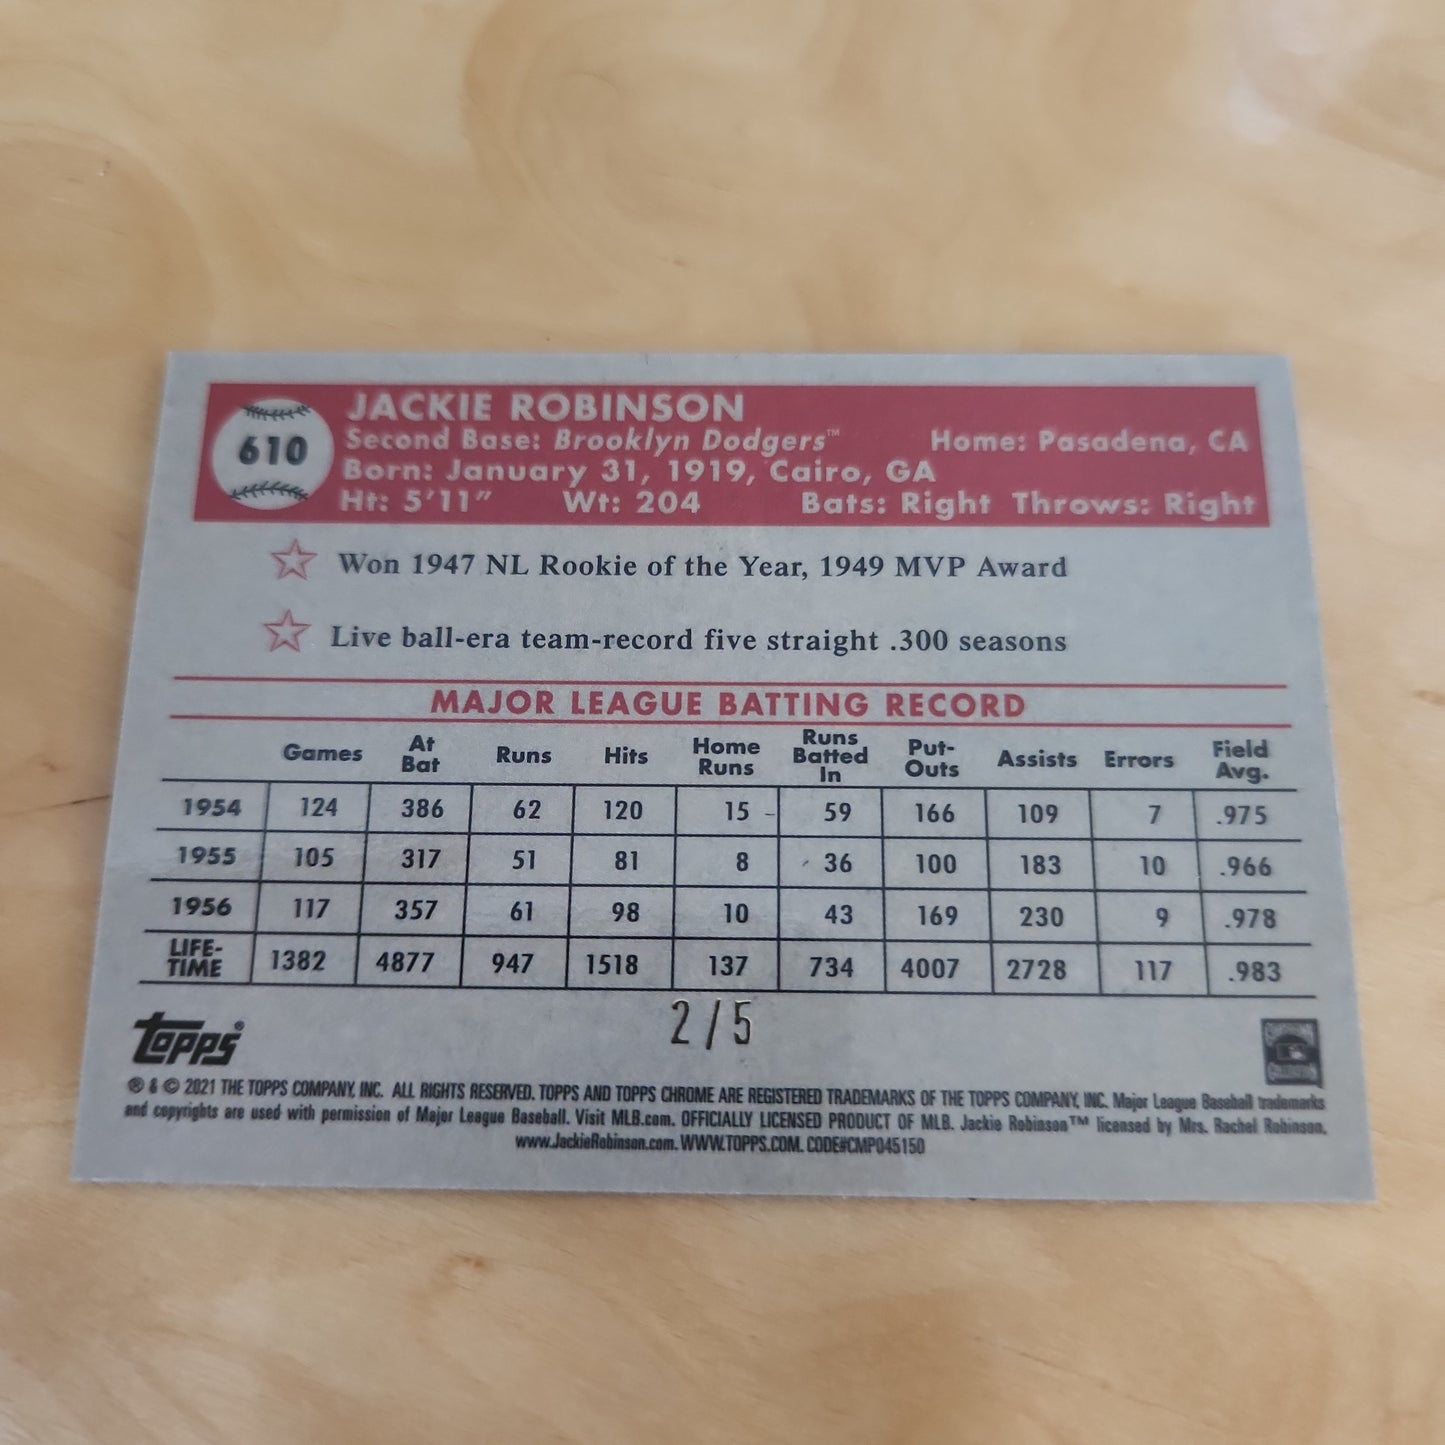 610
JACKIE ROBINSON
Second Base: Brooklyn Dodgers™ Home: Pasadena, CA
Born: January 31, 1919, Cairo, GA
Ht: 5'11" Wt: 204 Bats: Right Throws: Right
Won 1947 NL Rookie of the Year, 1949 MVP Award
Live ball-era team-record five straight .300 seasons
MAJOR LEAGUE BATTING RECORD
Games At Bat Runs Hits Home Runs Runs Batted In Put-Outs Assists Errors Field Avg.
1954 124 386 62 120 15 59 166 109 7 .975
1955 105 317 51 81 8 36 100 183 10 .966
1956 117 357 61 98 10 43 169 230 9 .978
LIFE-TIME 1382 4877 947 1518 137 734 4007 2728 117 .983
2/5
topps®
® & © 2021 THE TOPPS COMPANY, INC. ALL RIGHTS RESERVED. TOPPS AND TOPPS CHROME ARE REGISTERED TRADEMARKS OF THE TOPPS COMPANY, INC. Major League Baseball trademarks
and copyrights are used with permission of Major League Baseball. Visit MLB.com. OFFICIALLY LICENSED PRODUCT OF MLB. Jackie Robinson™ licensed by Mrs. Rachel Robinson.
www.JackieRobinson.com. WWW.TOPPS.COM. CODE#CMP045150